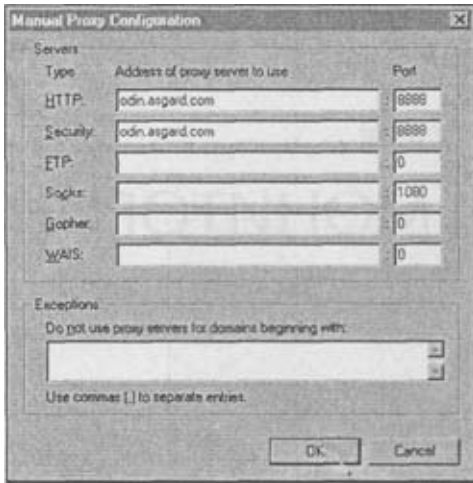 Manual Proxy Configuration
Servers
Type Address of proxy server to use Port
HTTP: odin.asgard.com : 8888
Security: odin.asgard.com : 8888
FTP: : 0
Socks: : 1080
Gopher: : 0
WAIS: : 0
Exceptions
Do not use proxy servers for domains beginning with:
Use commas (,) to separate entries.
OK Cancel